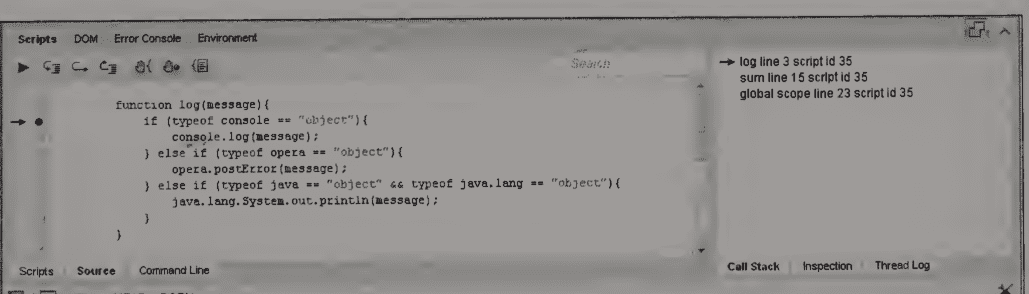 Scripts DOM Error Console Environment
Search
function log(message){
if (typeof console == "object"){
console.log(message);
} else if (typeof opera == "object"){
opera.postError(message);
} else if (typeof java == "object" && typeof java.lang == "object"){
java.lang.System.out.println(message);
}
}
Scripts Source Command Line
log line 3 script id 35
sum line 15 script id 35
global scope line 23 script id 35
Call Stack Inspection Thread Log